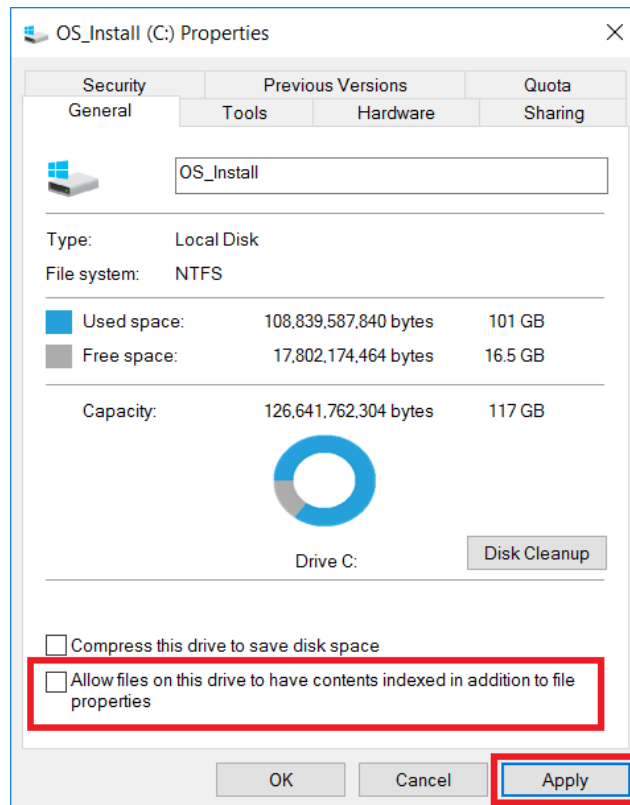 OS_Install (C:) Properties
Security Previous Versions Quota
General Tools Hardware Sharing
OS_Install
Type: Local Disk
File system: NTFS
Used space: 108,839,587,840 bytes 101 GB
Free space: 17,802,174,464 bytes 16.5 GB
Capacity: 126,641,762,304 bytes 117 GB
Drive C: Disk Cleanup
Compress this drive to save disk space
Allow files on this drive to have contents indexed in addition to file
properties
OK Cancel Apply